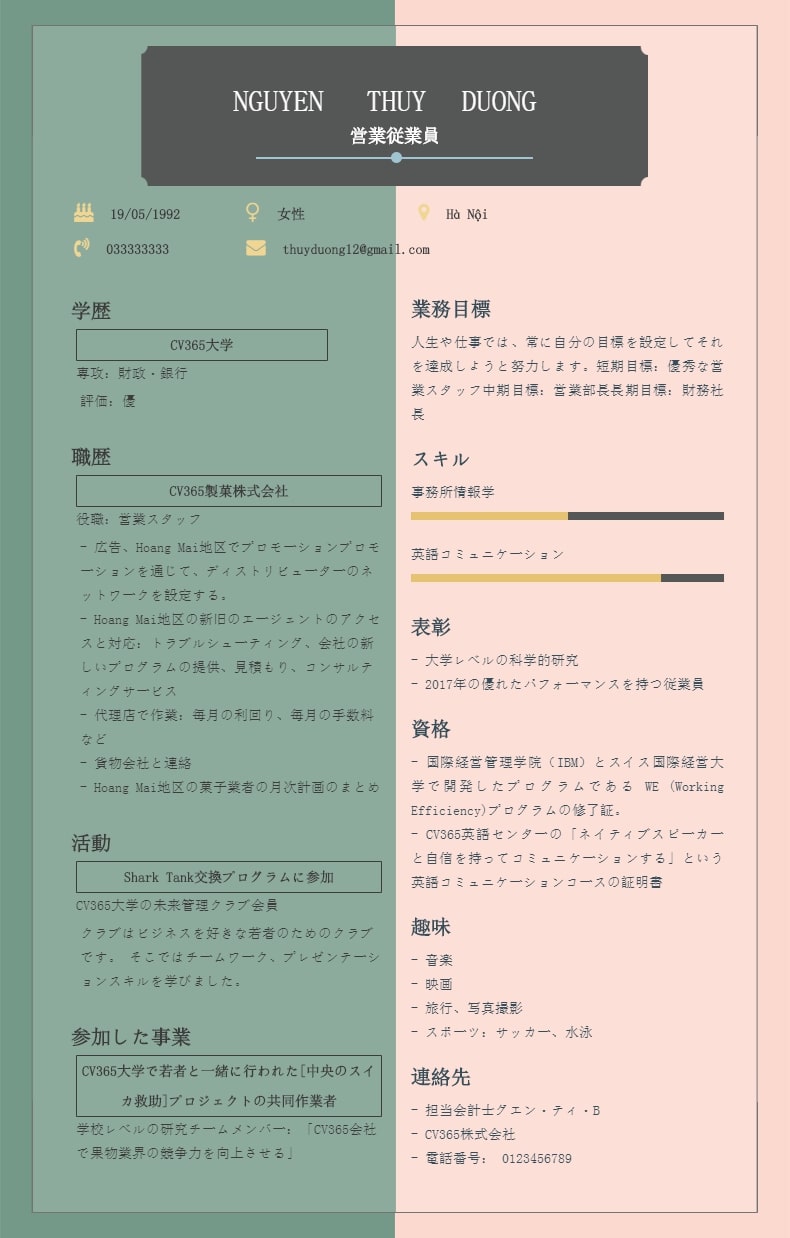 NGUYEN THUY DUONG
営業従業員
19/05/1992
女性
Hà Nội
033333333
thuyduong12@gmail.com
学歴
CV365大学
専攻: 財政・銀行
評価: 優
職歴
CV365製菓株式会社
役職: 営業スタッフ
- 広告、Hoang Mai地区でプロモーションプロモ
ーションを通じて、ディストリビューターのネ
ットワークを設定する。
- Hoang Mai地区の新旧のエージェントのアクセ
スと対応: トラブルシューティング、会社の新
しいプログラムの提供、見積もり、コンサルテ
ィングサービス
- 代理店で作業: 毎月の利回り、毎月の手数料
など
- 貨物会社と連絡
- Hoang Mai地区の菓子業者の月次計画のまとめ
活動
Shark Tank交換プログラムに参加
CV365大学の未来管理クラブ会員
クラブはビジネスを好きな若者のためのクラブ
です。 そこではチームワーク、プレゼンテーシ
ョンスキルを学びました。
参加した事業
CV365大学で若者と一緒に行われた[中央のスイ
カ救助]プロジェクトの共同作業者
学校レベルの研究チームメンバー: 「CV365会社
で果物業界の競争力を向上させる」
業務目標
人生や仕事では、常に自分の目標を設定してそれ
を達成しようと努力します。短期目標: 優秀な営
業スタッフ中期目標: 営業部長長期目標: 財務社
長
スキル
事務所情報学
英語コミュニケーション
表彰
- 大学レベルの科学的研究
- 2017年の優れたパフォーマンスを持つ従業員
資格
- 国際経営管理学院（IBM）とスイス国際経営大
学で開発したプログラムである WE (Working
Efficiency)プログラムの修了証。
- CV365英語センターの「ネイティブスピーカー
と自信を持ってコミュニケーションする」という
英語コミュニケーションコースの証明書
趣味
- 音楽
- 映画
- 旅行、写真撮影
- スポーツ: サッカー、水泳
連絡先
- 担当会計士グエン・ティ・B
- CV365株式会社
- 電話番号: 0123456789